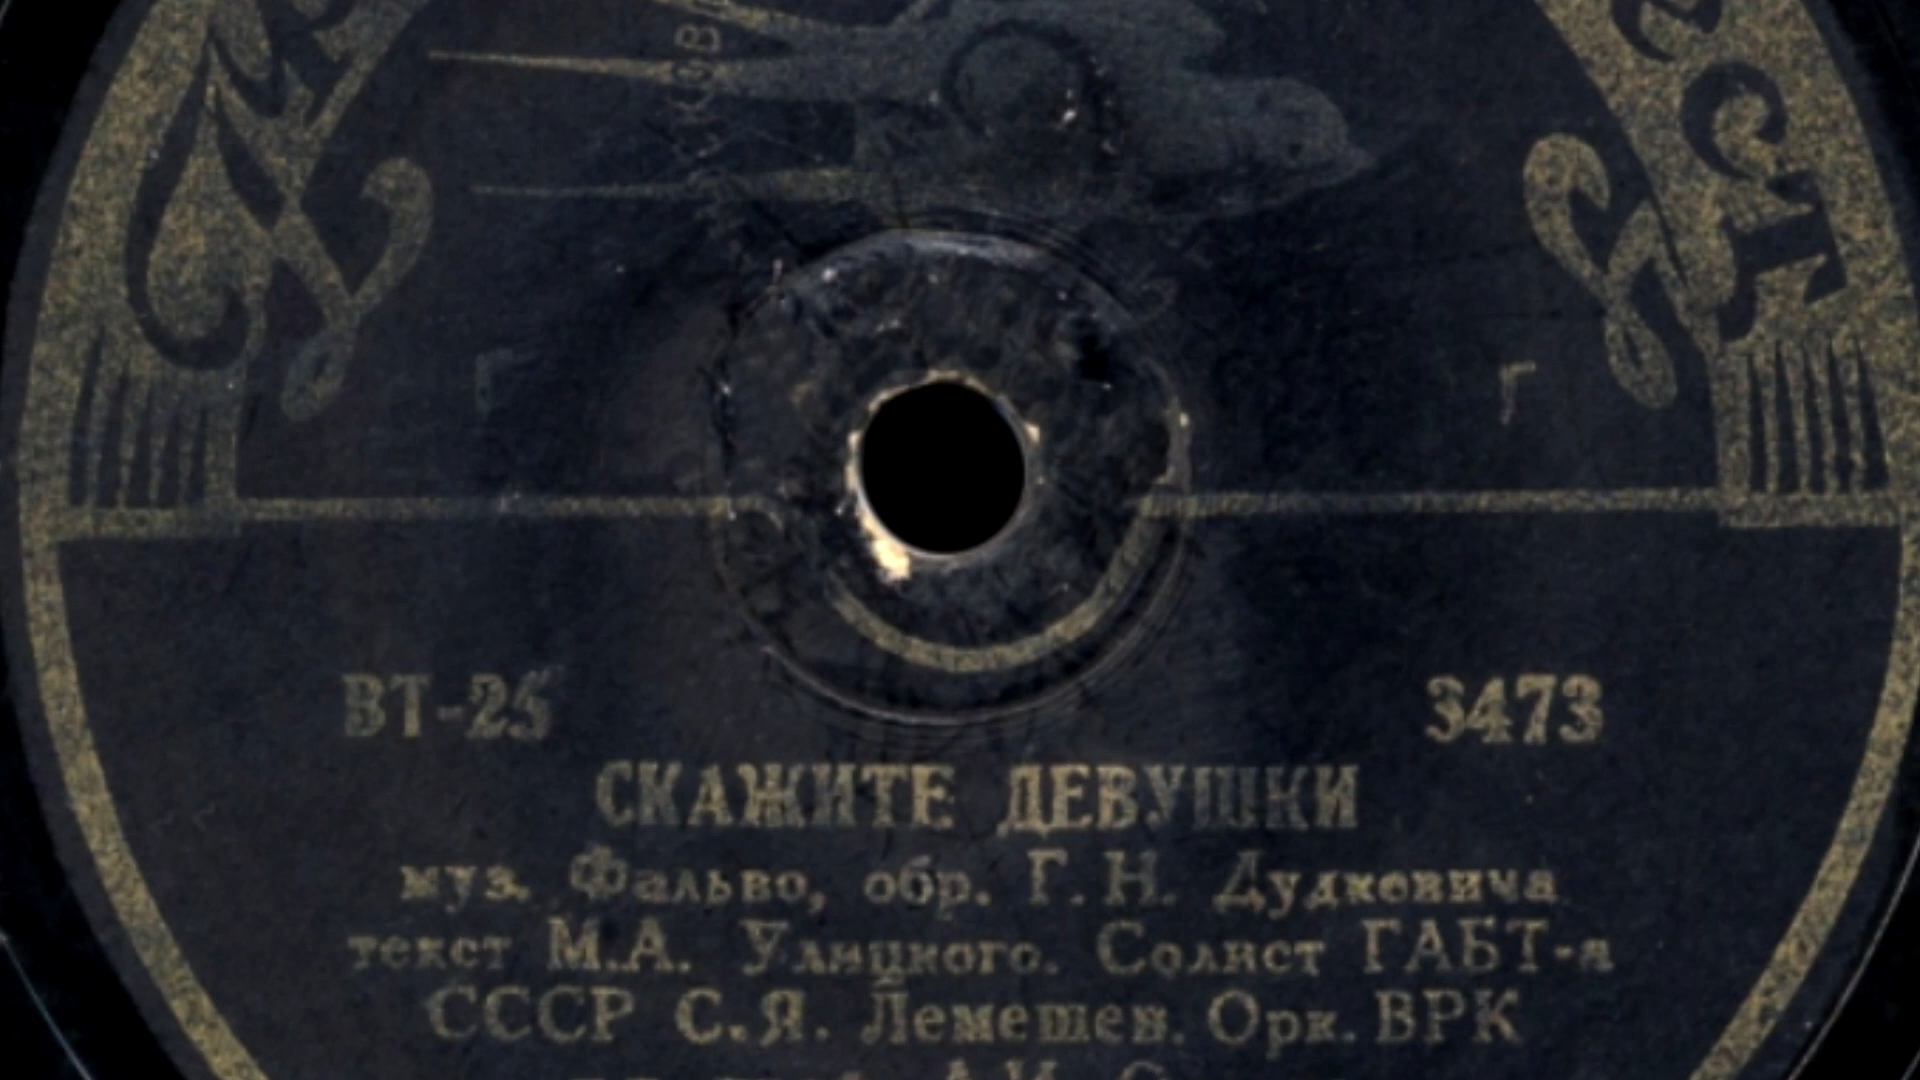 ВТ-25 3473
СКАЖИТЕ ДЕВУШКИ
муз. Фальво, обр. Г. Н. Дудкевича
текст М.А. Улицкого. Солист ГАБТ-а
СССР С.Я. Лемешев. Орк. ВРК